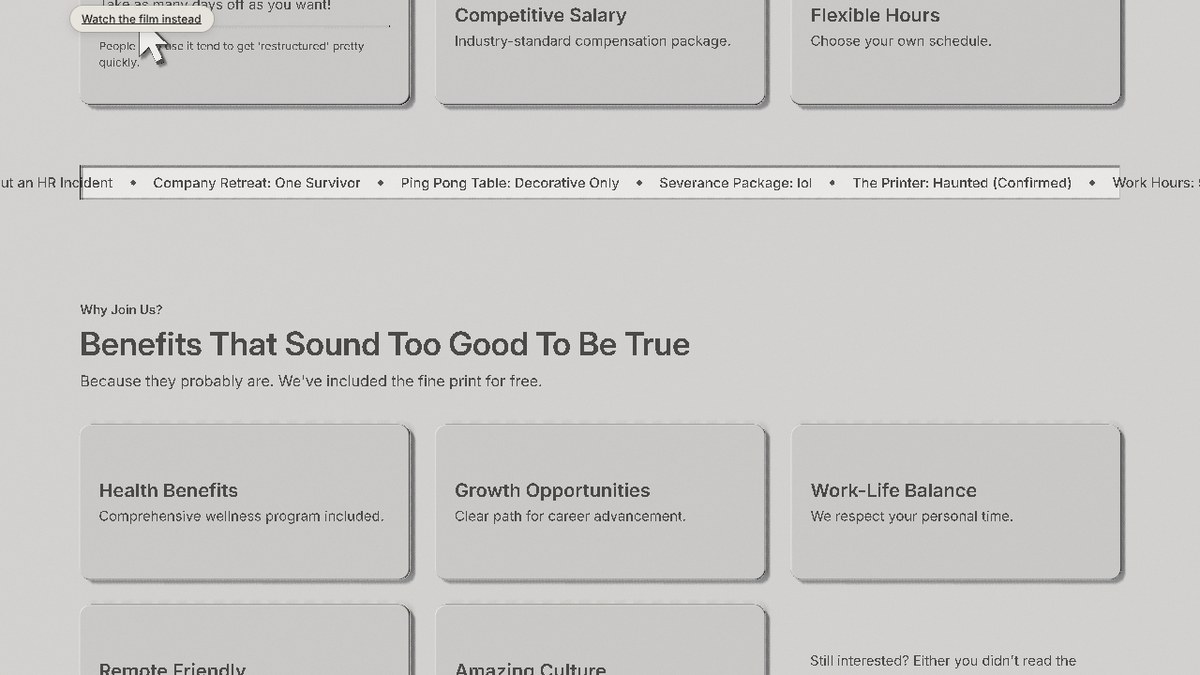 Take as many days off as you want!
Watch the film instead
People use it tend to get 'restructured' pretty
quickly.
Competitive Salary
Industry-standard compensation package.
Flexible Hours
Choose your own schedule.
ut an HR Incident ◆ Company Retreat: One Survivor ◆ Ping Pong Table: Decorative Only ◆ Severance Package: lol ◆ The Printer: Haunted (Confirmed) ◆ Work Hours:
Why Join Us?
Benefits That Sound Too Good To Be True
Because they probably are. We've included the fine print for free.
Health Benefits
Comprehensive wellness program included.
Growth Opportunities
Clear path for career advancement.
Work-Life Balance
We respect your personal time.
Remote Friendly
Amazing Culture
Still interested? Either you didn't read the